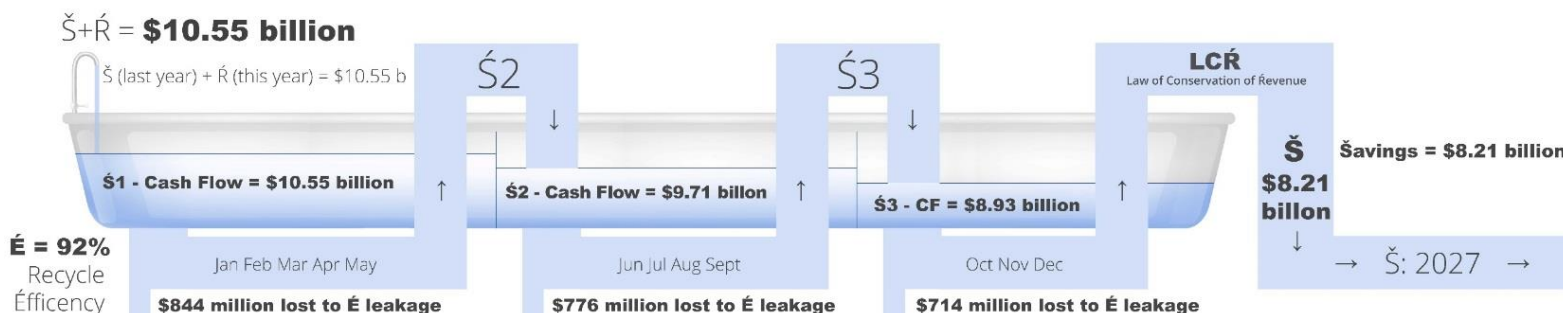 Š+Ŕ = $10.55 billion
Š (last year) + Ŕ (this year) = $10.55 b
Ś2
Ś3
LCŔ
Law of Conservation of Ŕevenue
↓
↓
Ś1 - Cash Flow = $10.55 billion
↑
Ś2 - Cash Flow = $9.71 billon
↑
Ś3 - CF = $8.93 billion
↑
Š
$8.21
billon
↓
Šavings = $8.21 billion
É = 92%
Recycle
Éfficency
Jan Feb Mar Apr May
Jun Jul Aug Sept
Oct Nov Dec
→ Š: 2027 →
$844 million lost to É leakage
$776 million lost to É leakage
$714 million lost to É leakage